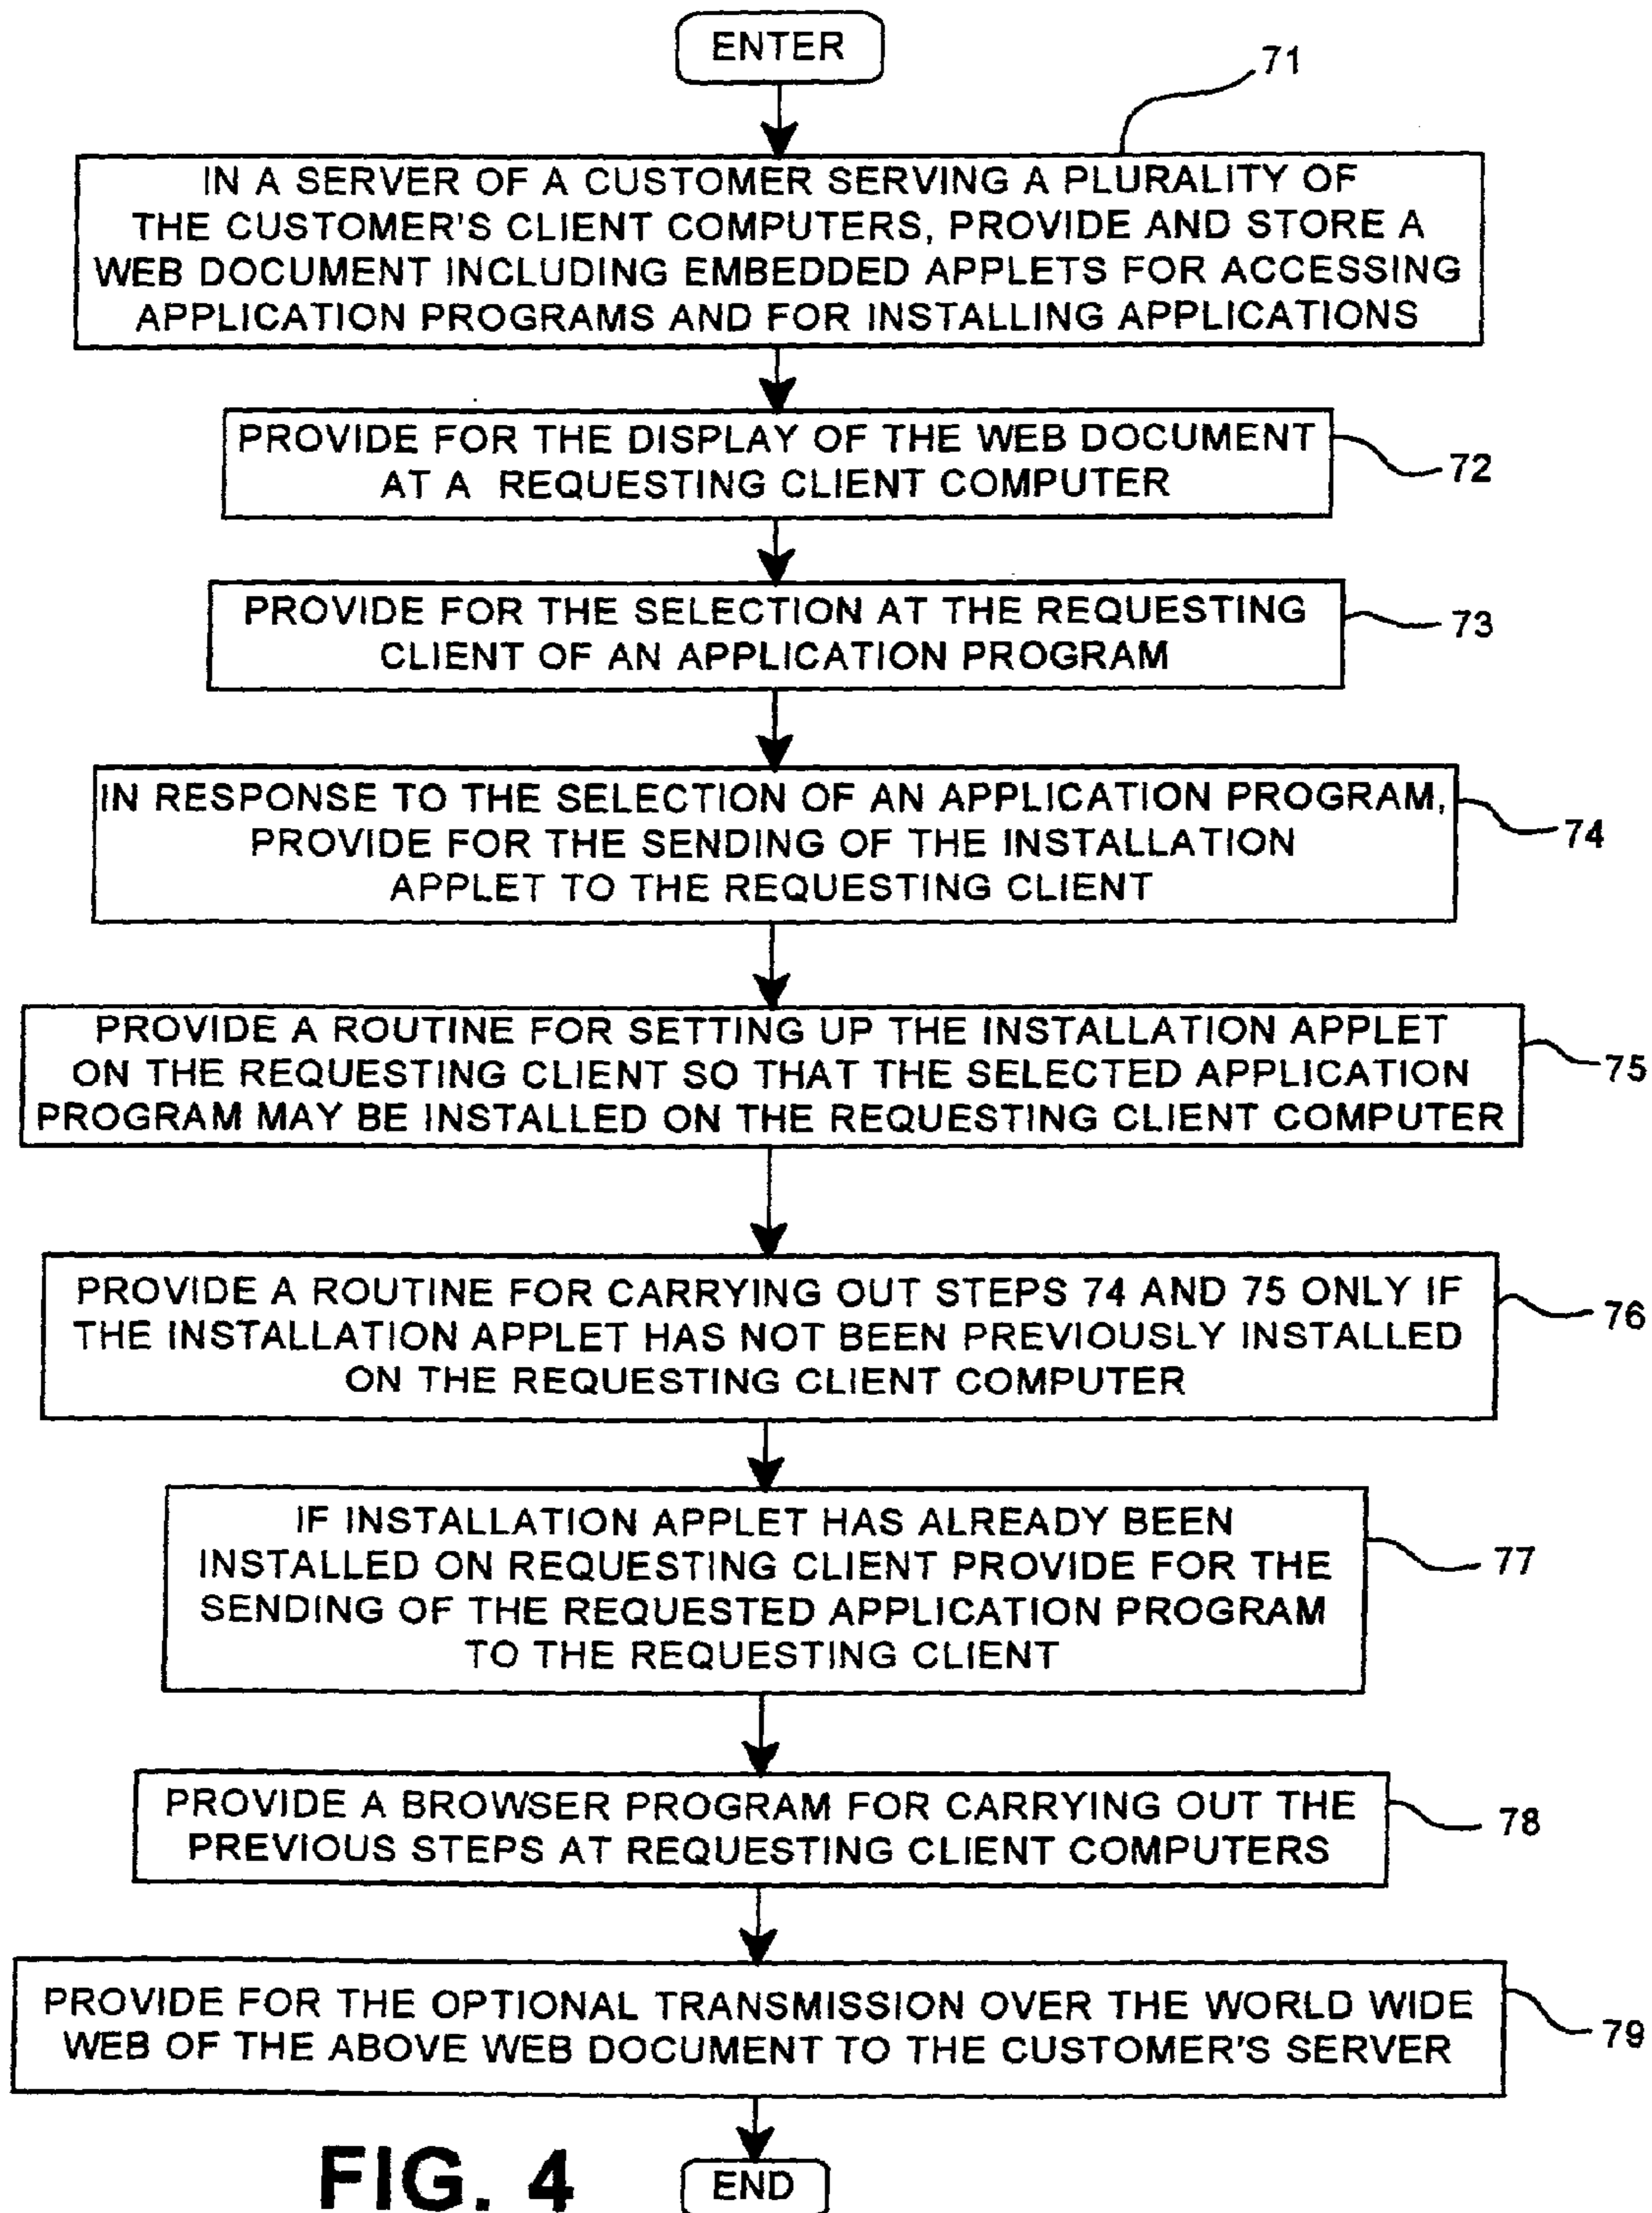 ENTER
71
IN A SERVER OF A CUSTOMER SERVING A PLURALITY OF
THE CUSTOMER'S CLIENT COMPUTERS, PROVIDE AND STORE A
WEB DOCUMENT INCLUDING EMBEDDED APPLETS FOR ACCESSING
APPLICATION PROGRAMS AND FOR INSTALLING APPLICATIONS
PROVIDE FOR THE DISPLAY OF THE WEB DOCUMENT
AT A REQUESTING CLIENT COMPUTER
72
PROVIDE FOR THE SELECTION AT THE REQUESTING
CLIENT OF AN APPLICATION PROGRAM
73
IN RESPONSE TO THE SELECTION OF AN APPLICATION PROGRAM,
PROVIDE FOR THE SENDING OF THE INSTALLATION
APPLET TO THE REQUESTING CLIENT
74
PROVIDE A ROUTINE FOR SETTING UP THE INSTALLATION APPLET
ON THE REQUESTING CLIENT SO THAT THE SELECTED APPLICATION
PROGRAM MAY BE INSTALLED ON THE REQUESTING CLIENT COMPUTER
75
PROVIDE A ROUTINE FOR CARRYING OUT STEPS 74 AND 75 ONLY IF
THE INSTALLATION APPLET HAS NOT BEEN PREVIOUSLY INSTALLED
ON THE REQUESTING CLIENT COMPUTER
76
IF INSTALLATION APPLET HAS ALREADY BEEN
INSTALLED ON REQUESTING CLIENT PROVIDE FOR THE
SENDING OF THE REQUESTED APPLICATION PROGRAM
TO THE REQUESTING CLIENT
77
PROVIDE A BROWSER PROGRAM FOR CARRYING OUT THE
PREVIOUS STEPS AT REQUESTING CLIENT COMPUTERS
78
PROVIDE FOR THE OPTIONAL TRANSMISSION OVER THE WORLD WIDE
WEB OF THE ABOVE WEB DOCUMENT TO THE CUSTOMER'S SERVER
79
FIG. 4
END